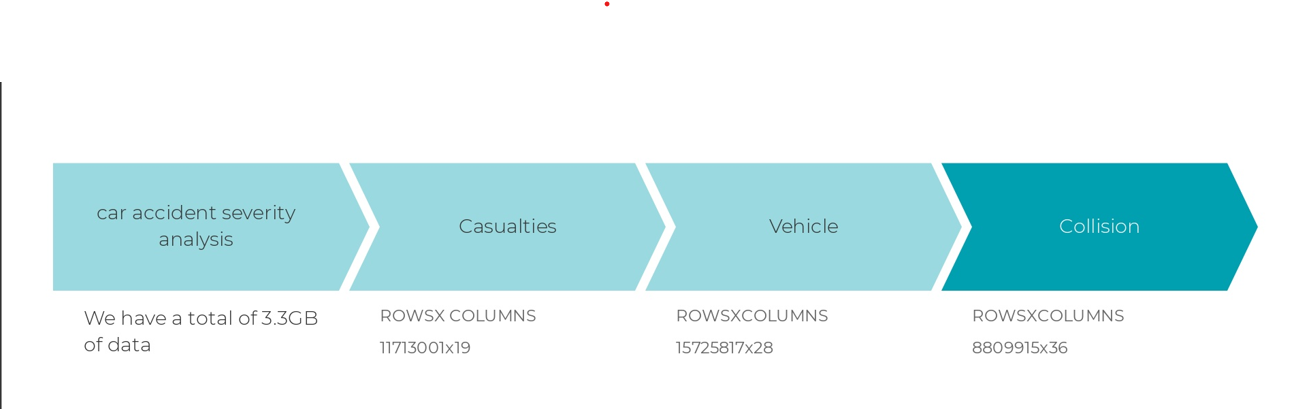 car accident severity
analysis
Casualties
Vehicle
Collision
We have a total of 3.3GB
of data
ROWSX COLUMNS
11713001x19
ROWSXCOLUMNS
15725817x28
ROWSXCOLUMNS
8809915x36